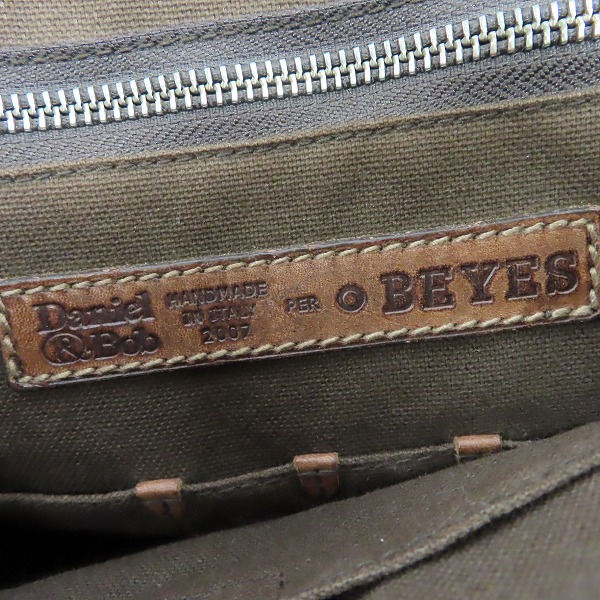 Daniel
& Bob
HANDMADE
IN ITALY
2007
PER
BEYES